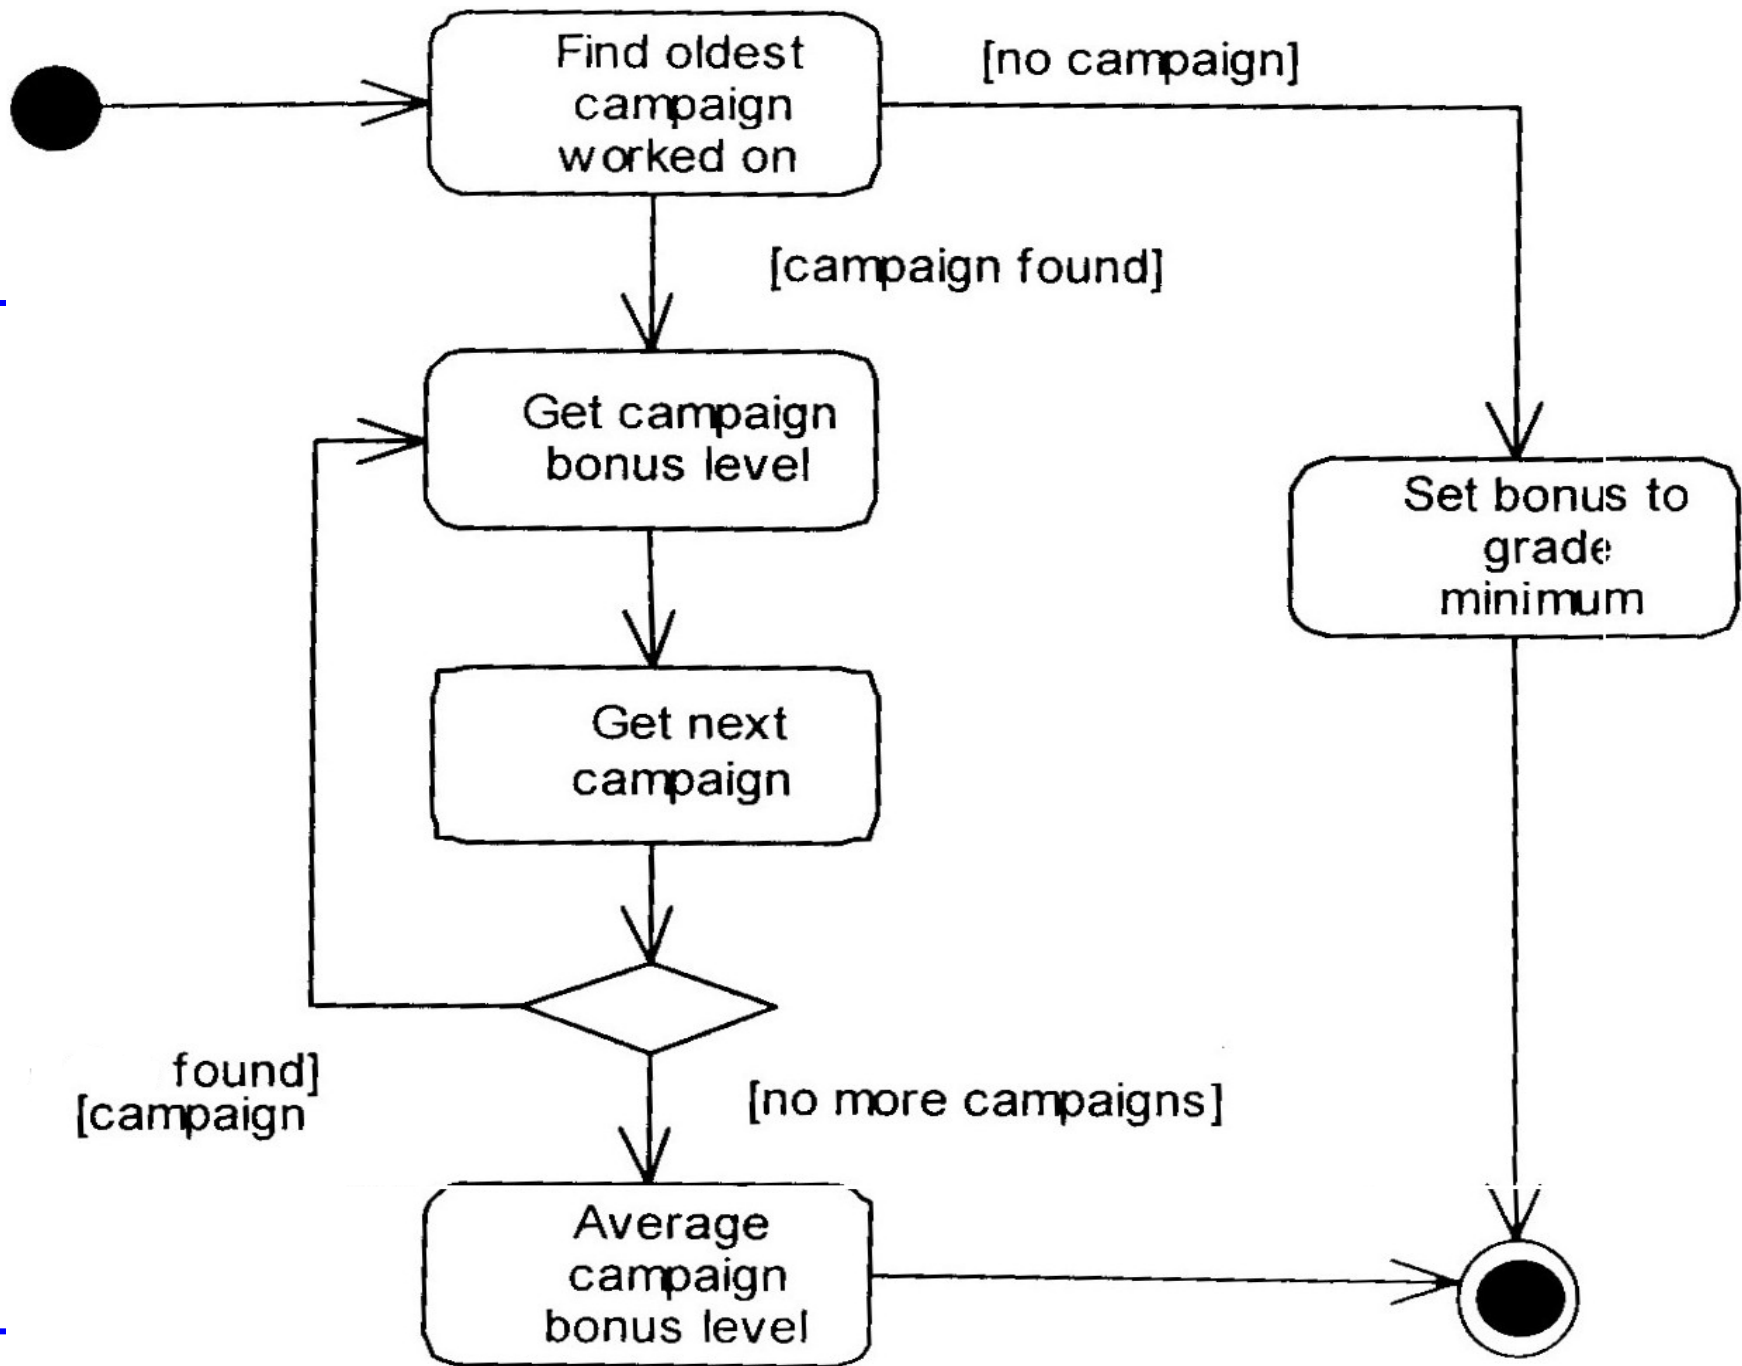 Find oldest
campaign
worked on
[no campaign]
[campaign found]
Get campaign
bonus level
Set bonus to
grade
minimum
Get next
campaign
found]
[campaign
[no more campaigns]
Average
campaign
bonus level